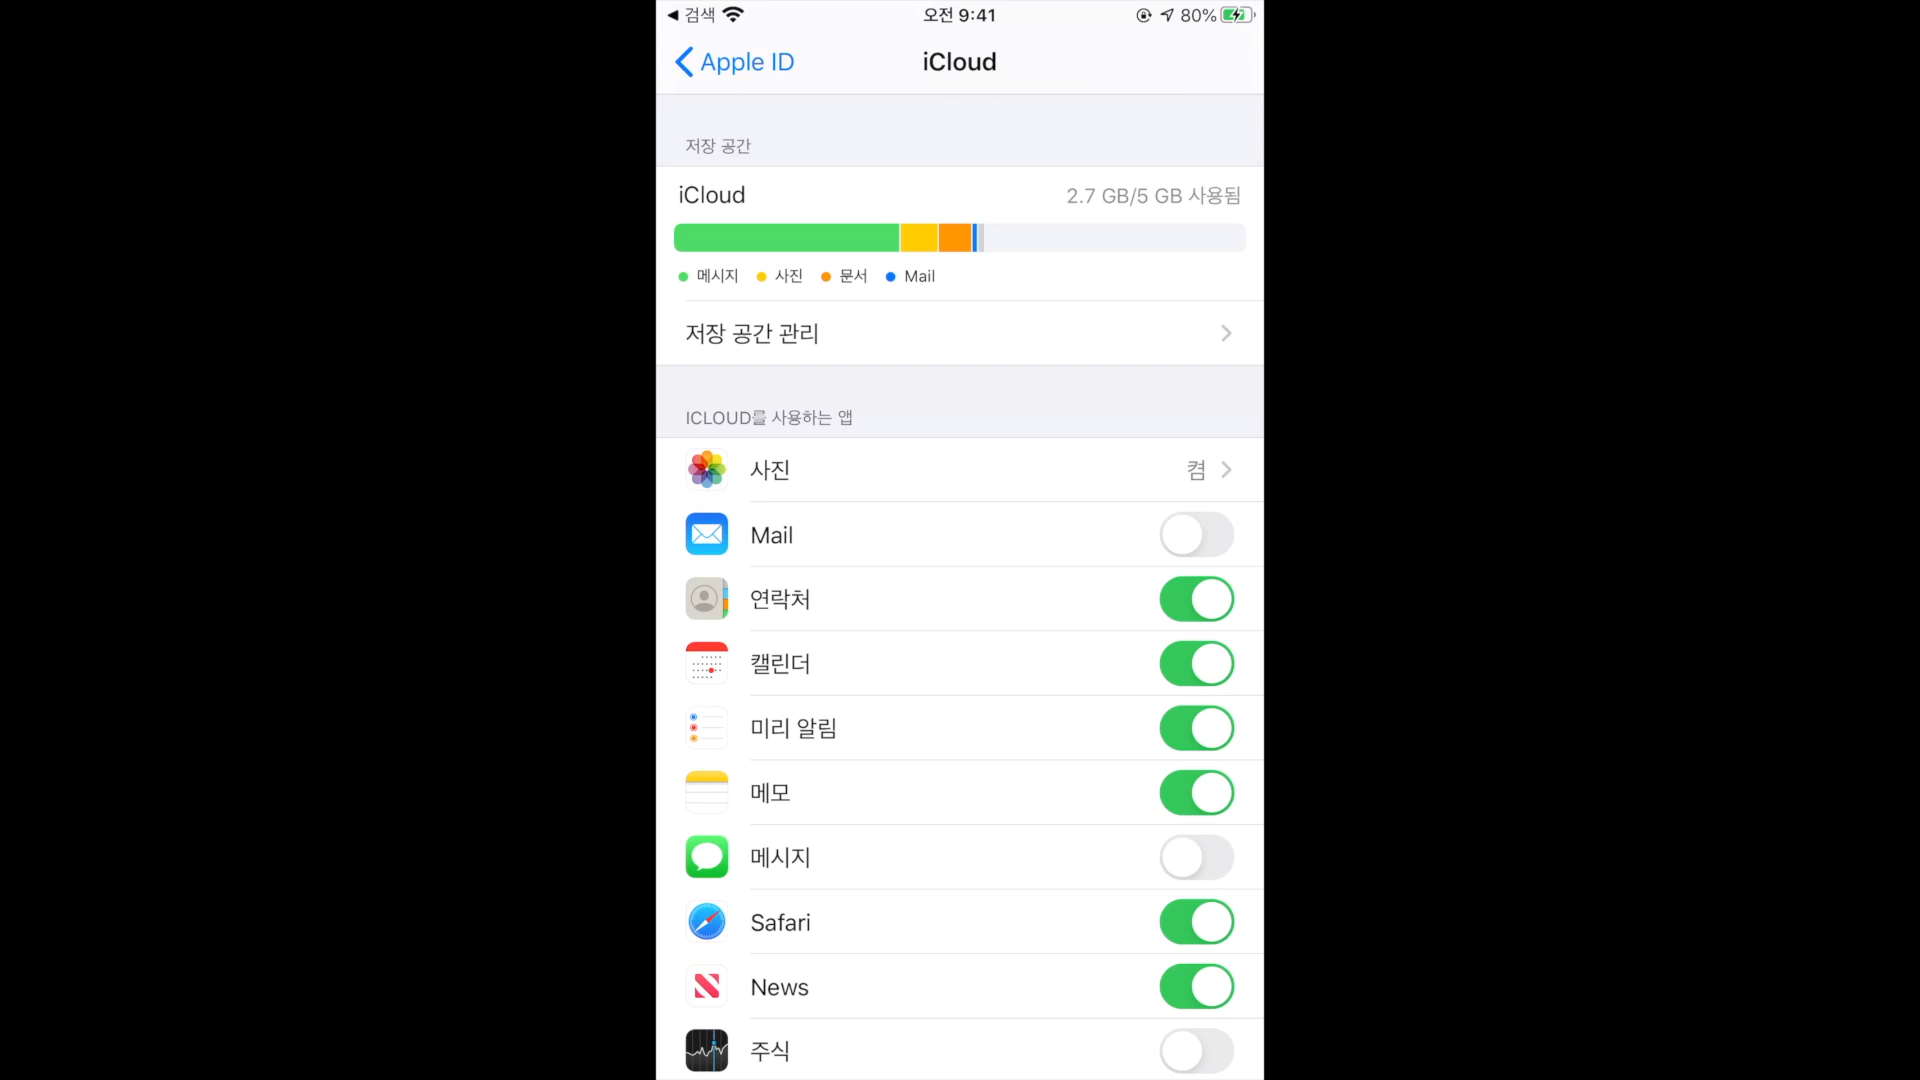 ◀ 검색 오전 9:41 80%
Apple ID iCloud
저장 공간
iCloud 2.7 GB/5 GB 사용됨
메시지 사진 문서 Mail
저장 공간 관리
ICLOUD를 사용하는 앱
사진 켬
Mail
연락처
캘린더
미리 알림
메모
메시지
Safari
News
주식